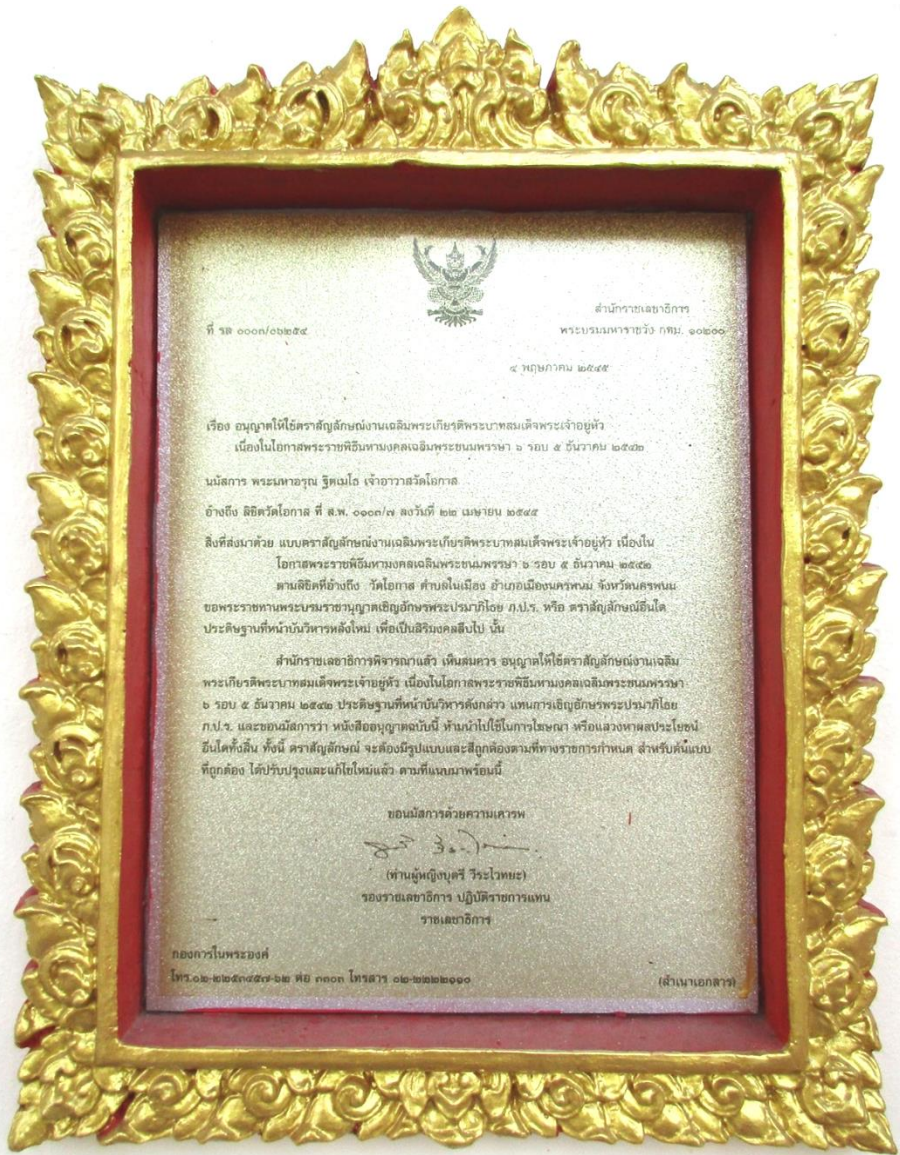 สำนักราชเลขาธิการ
ที่ รล ๐๐๐๓/๐๖๒๕๔
พระบรมมหาราชวัง กทม. ๑๐๒๐๐
๔ พฤษภาคม ๒๕๔๕
เรื่อง อนุญาตให้ใช้ตราสัญลักษณ์งานเฉลิมพระเกียรติพระบาทสมเด็จพระเจ้าอยู่หัว
เนื่องในโอกาสพระราชพิธีมหามงคลเฉลิมพระชนมพรรษา ๖ รอบ ๕ ธันวาคม ๒๕๔๒
นมัสการ พระมหาอรุณ ฐิตเมโธ เจ้าอาวาสวัดโอกาส
อ้างถึง ลิขิตวัดโอกาส ที่ ส.พ. ๐๑๐๓/๗ ลงวันที่ ๒๒ เมษายน ๒๕๔๕
สิ่งที่ส่งมาด้วย แบบตราสัญลักษณ์งานเฉลิมพระเกียรติพระบาทสมเด็จพระเจ้าอยู่หัว เนื่องใน
โอกาสพระราชพิธีมหามงคลเฉลิมพระชนมพรรษา ๖ รอบ ๕ ธันวาคม ๒๕๔๒
ตามลิขิตที่อ้างถึง วัดโอกาส ตำบลในเมือง อำเภอเมืองนครพนม จังหวัดนครพนม
ขอพระราชทานพระบรมราชานุญาตเชิญอักษรพระปรมาภิไธย ภ.ป.ร. หรือ ตราสัญลักษณ์อื่นใด
ประดิษฐานที่หน้าบันวิหารหลังใหม่ เพื่อเป็นสิริมงคลสืบไป นั้น
สำนักราชเลขาธิการพิจารณาแล้ว เห็นสมควร อนุญาตให้ใช้ตราสัญลักษณ์งานเฉลิม
พระเกียรติพระบาทสมเด็จพระเจ้าอยู่หัว เนื่องในโอกาสพระราชพิธีมหามงคลเฉลิมพระชนมพรรษา
๖ รอบ ๕ ธันวาคม ๒๕๔๒ ประดิษฐานที่หน้าบันวิหารดังกล่าว แทนการเชิญอักษรพระปรมาภิไธย
ภ.ป.ร. และขอนมัสการว่า หนังสืออนุญาตฉบับนี้ ห้ามนำไปใช้ในการโฆษณา หรือแสวงหาผลประโยชน์
อื่นใดทั้งสิ้น ทั้งนี้ ตราสัญลักษณ์ จะต้องมีรูปแบบและสีถูกต้องตามที่ทางราชการกำหนด สำหรับต้นแบบ
ที่ถูกต้อง ได้ปรับปรุงและแก้ไขใหม่แล้ว ตามที่แนบมาพร้อมนี้
ขอนมัสการด้วยความเคารพ
(ท่านผู้หญิงบุตรี วีระไวทยะ)
รองราชเลขาธิการ ปฏิบัติราชการแทน
ราชเลขาธิการ
กองการในพระองค์
โทร.๐๒-๒๒๕๓๔๕๗-๖๒ ต่อ ๓๓๐๓ โทรสาร ๐๒-๒๒๒๒๑๑๐
(สำเนาเอกสาร)